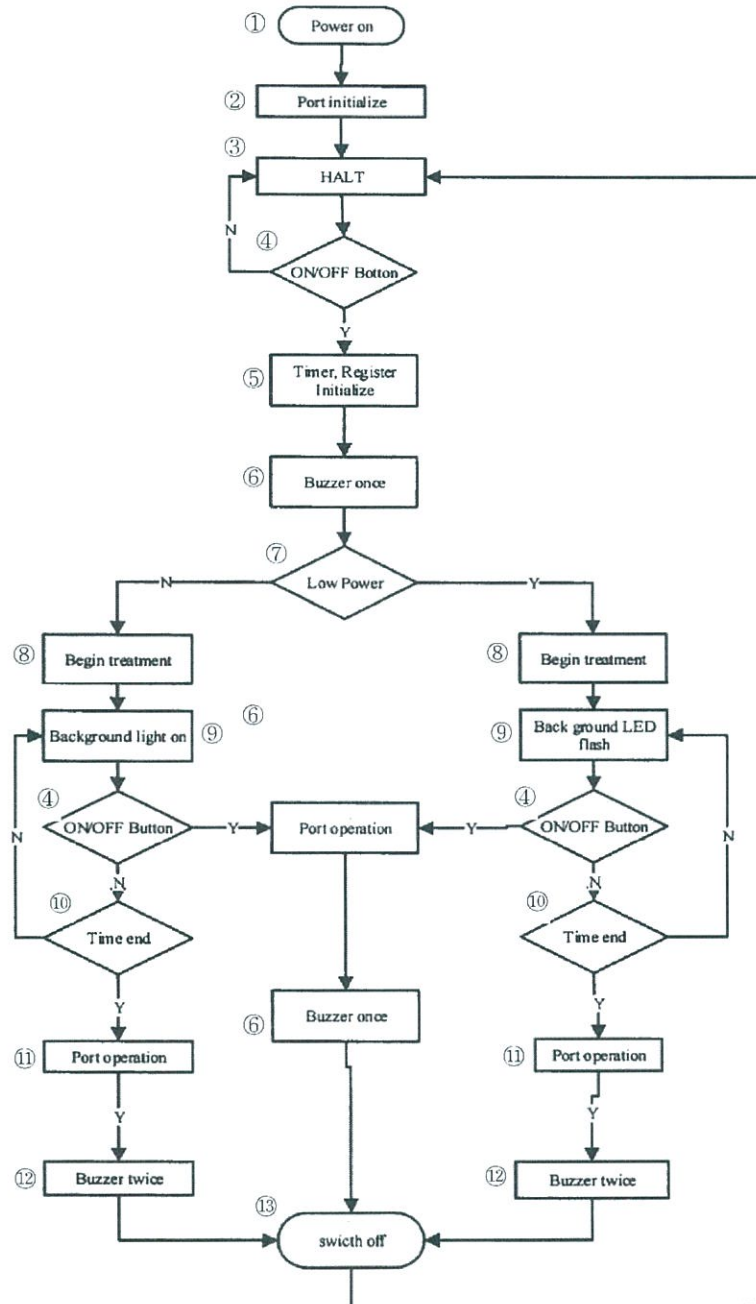 ① Power on
② Port initialize
③ HALT
N
④ ON/OFF Botton
Y
⑤ Timer, Register
Initialize
⑥ Buzzer once
⑦ Low Power
N
Y
⑧ Begin treatment
⑧ Begin treatment
Background light on ⑨
⑥
⑨ Back ground LED
flash
④ ON/OFF Button
Y
Port operation
Y
④ ON/OFF Button
N
N
N
N
⑩ Time end
⑩ Time end
Y
Y
⑥ Buzzer once
⑪ Port operation
⑪ Port operation
Y
Y
⑫ Buzzer twice
⑫ Buzzer twice
⑬ swicth off